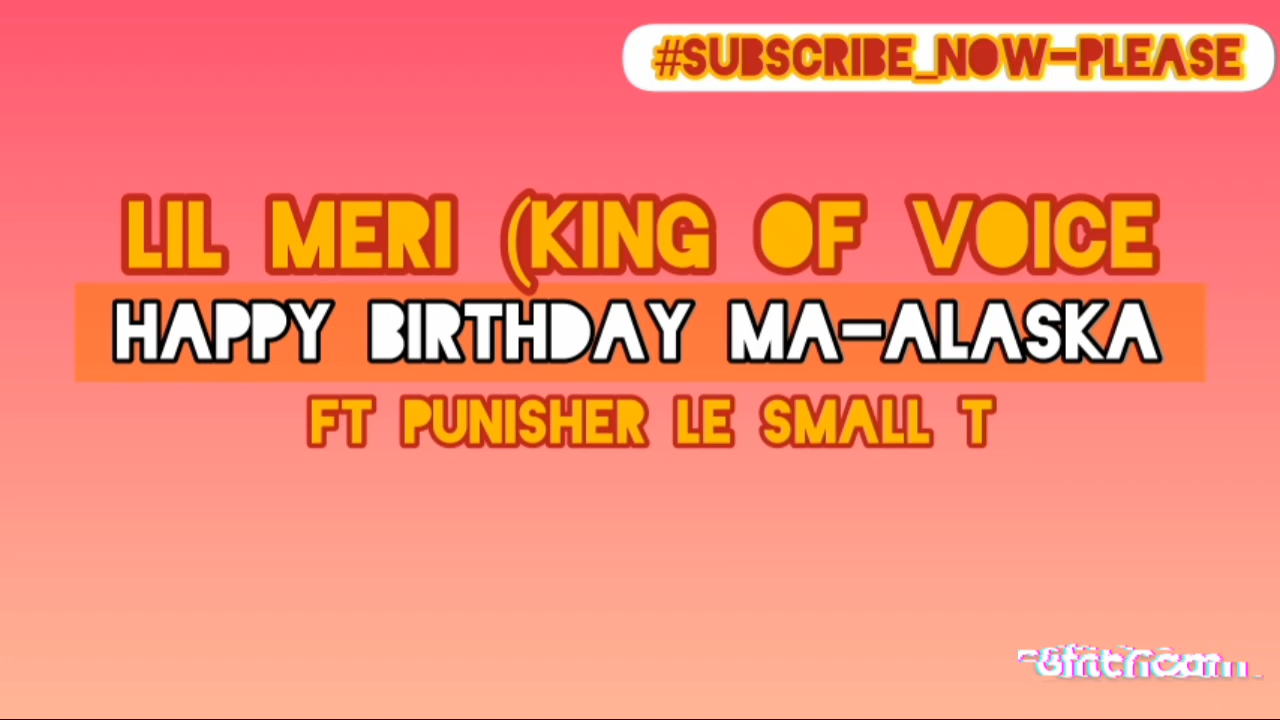 #SUBSCRIBE_NOW-PLEASE
LIL MERI (KING OF VOICE
HAPPY BIRTHDAY MA-ALASKA
FT PUNISHER LE SMALL T